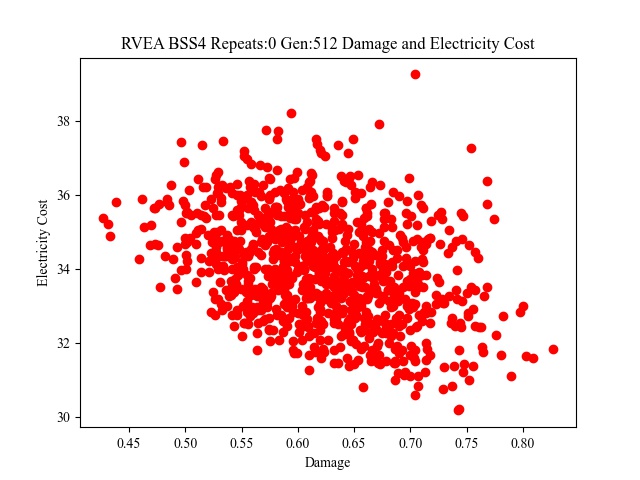 RVEA BSS4 Repeats:0 Gen:512 Damage and Electricity Cost
38
36
34
32
30
Electricity Cost
0.45 0.50 0.55 0.60 0.65 0.70 0.75 0.80
Damage